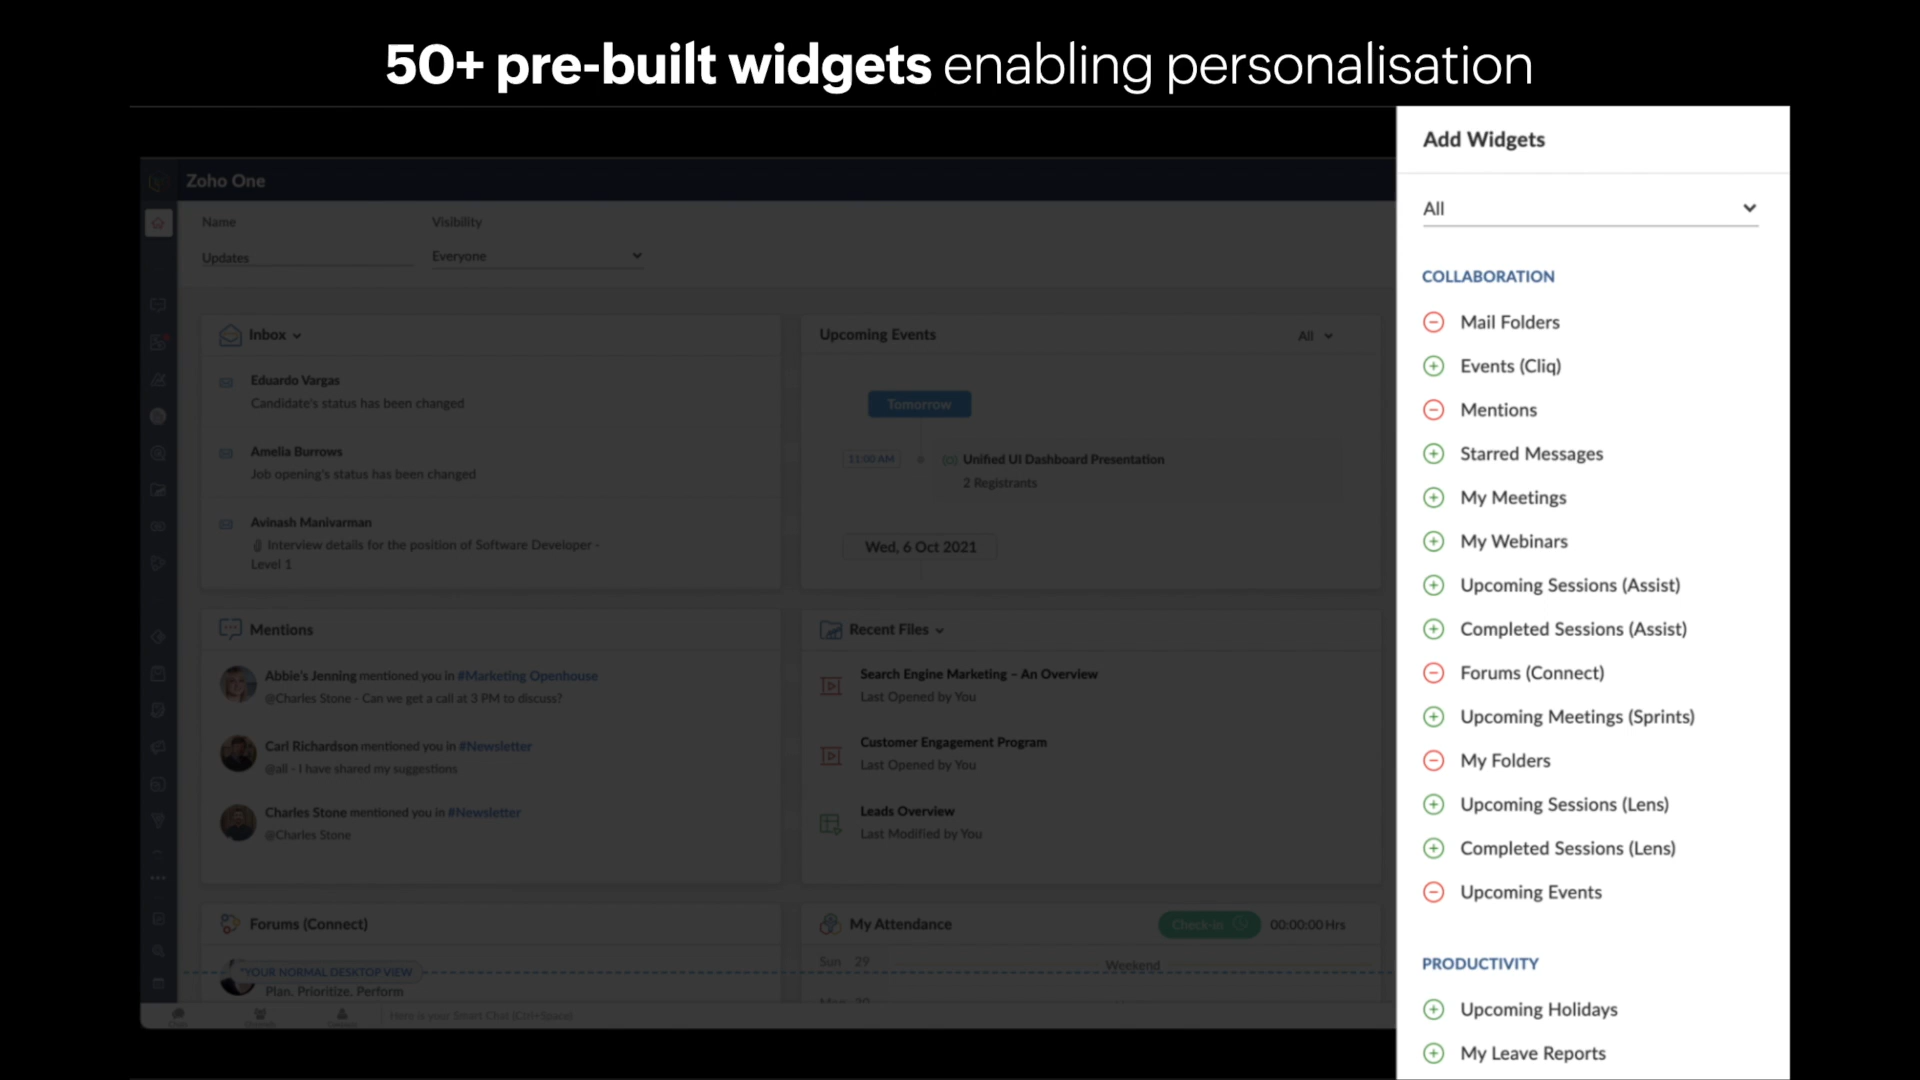 50+ pre-built widgets enabling personalisation
Zoho One
Name
Visibility
Updates
Everyone
Inbox
Eduardo Vargas
Candidate's status has been changed
Amelia Burrows
Job opening's status has been changed
Avinash Manivarman
Interview details for the position of Software Developer -
Level 1
Upcoming Events
All
Tomorrow
11:00 AM
Unified UI Dashboard Presentation
2 Registrants
Wed, 6 Oct 2021
Mentions
Abbie's Jenning mentioned you in #Marketing Openhouse
@Charles Stone - Can we get a call at 3 PM to discuss?
Carl Richardson mentioned you in #Newsletter
@all - I have shared my suggestions
Charles Stone mentioned you in #Newsletter
@Charles Stone
Recent Files
Search Engine Marketing – An Overview
Last Opened by You
Customer Engagement Program
Last Opened by You
Leads Overview
Last Modified by You
Forums (Connect)
"YOUR NORMAL DESKTOP VIEW
Plan. Prioritize. Perform
My Attendance
Check-in
00:00:00 Hrs
Sun 29
Weekend
Here is your Smart Chat (Ctrl+Space)
Add Widgets
All
COLLABORATION
Mail Folders
Events (Cliq)
Mentions
Starred Messages
My Meetings
My Webinars
Upcoming Sessions (Assist)
Completed Sessions (Assist)
Forums (Connect)
Upcoming Meetings (Sprints)
My Folders
Upcoming Sessions (Lens)
Completed Sessions (Lens)
Upcoming Events
PRODUCTIVITY
Upcoming Holidays
My Leave Reports